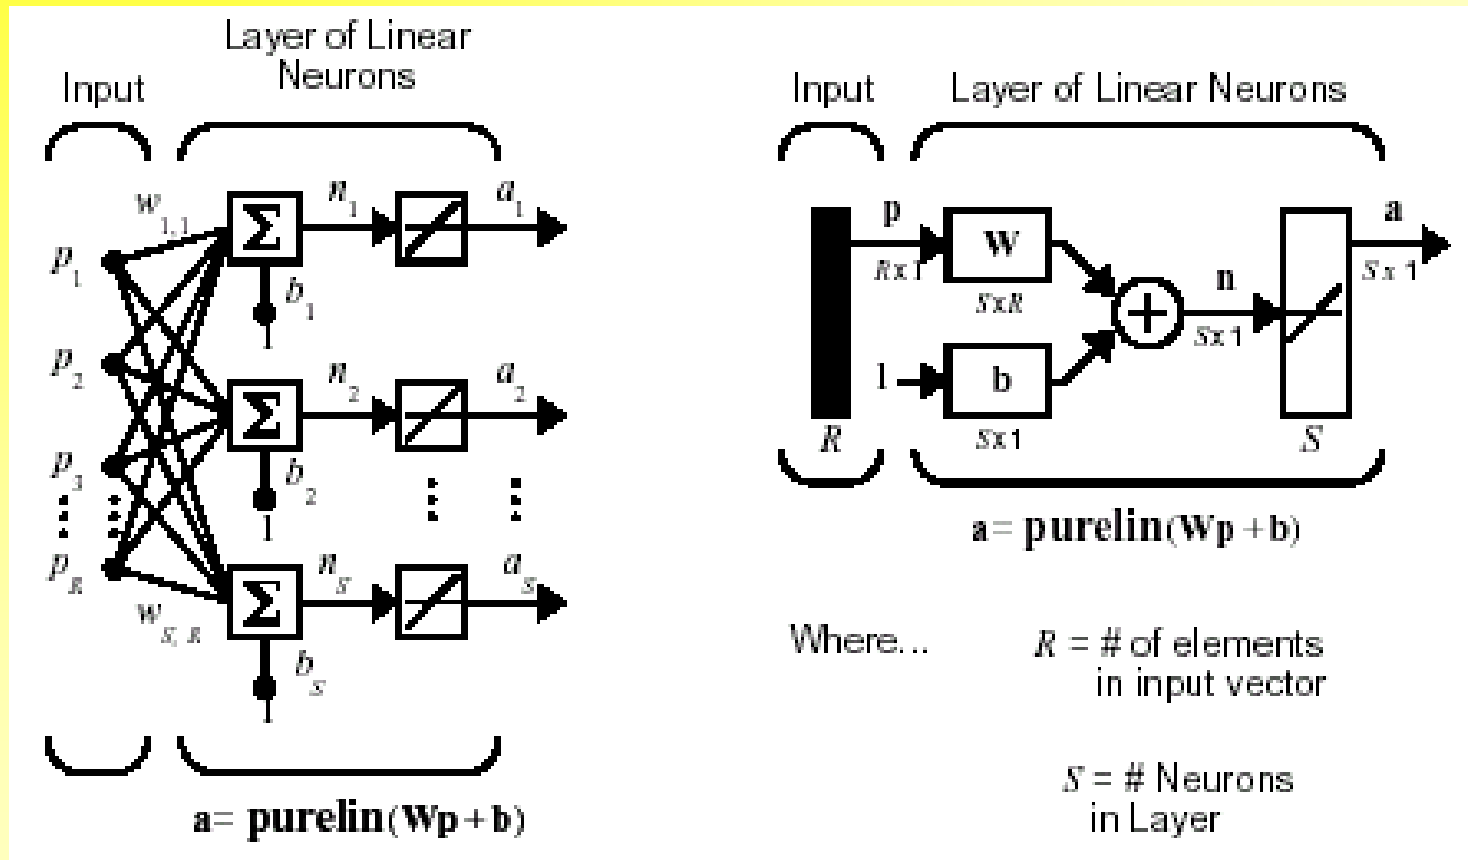 Layer of Linear
Neurons
Input
w1,1
n1
a1
p1
b1
1
p2
n2
a2
p3
b2
1
pR
nS
aS
wS, R
bS
1
a= purelin(Wp+b)
Input
Layer of Linear Neurons
p
W
a
Rx1
Sx1
SxR
n
Sx1
1
b
R
Sx1
S
a= purelin(Wp+b)
Where...
R = # of elements
in input vector
S = # Neurons
in Layer